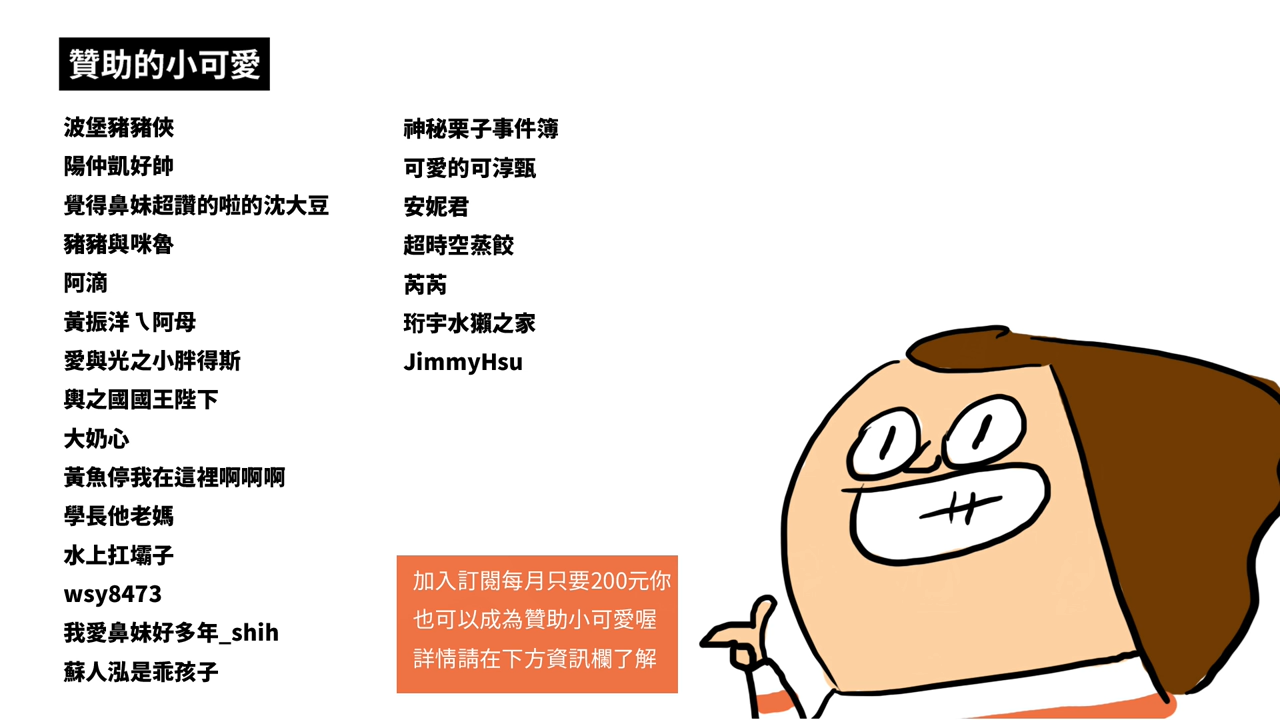 贊助的小可愛
波堡豬豬俠
陽仲凱好帥
覺得鼻妹超讚的啦的沈大豆
豬豬與咪魯
阿滴
黃振洋ㄟ阿母
愛與光之小胖得斯
輿之國國王陛下
大奶心
黃魚停我在這裡啊啊啊
學長他老媽
水上扛壩子
wsy8473
我愛鼻妹好多年_shih
蘇人泓是乖孩子
神秘栗子事件簿
可愛的可淳甄
安妮君
超時空蒸餃
芮芮
珩宇水獺之家
JimmyHsu
加入訂閱每月只要200元你
也可以成為贊助小可愛喔
詳情請在下方資訊欄了解